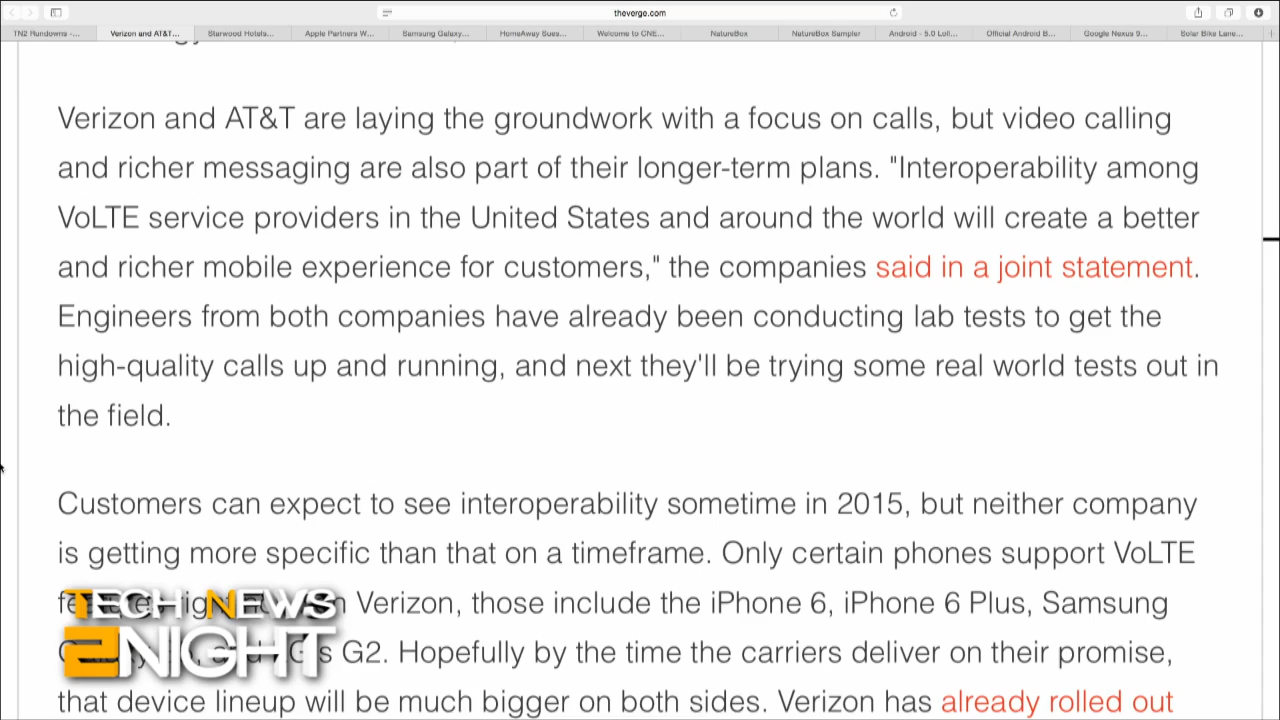 theverge.com
TN2 Rundowns -...
Verizon and AT&T...
Starwood Hotels...
Apple Partners W...
Samsung Galaxy...
HomeAway Sues...
Welcome to CNE...
NatureBox
NatureBox Sampler
Android - 5.0 Loll...
Official Android B...
Google Nexus 9...
Solar Bike Lane...
Verizon and AT&T are laying the groundwork with a focus on calls, but video calling
and richer messaging are also part of their longer-term plans. "Interoperability among
VoLTE service providers in the United States and around the world will create a better
and richer mobile experience for customers," the companies said in a joint statement.
Engineers from both companies have already been conducting lab tests to get the
high-quality calls up and running, and next they'll be trying some real world tests out in
the field.
Customers can expect to see interoperability sometime in 2015, but neither company
is getting more specific than that on a timeframe. Only certain phones support VoLTE
Verizon, those include the iPhone 6, iPhone 6 Plus, Samsung
G2. Hopefully by the time the carriers deliver on their promise,
that device lineup will be much bigger on both sides. Verizon has already rolled out
TECH NEWS
2NIGHT